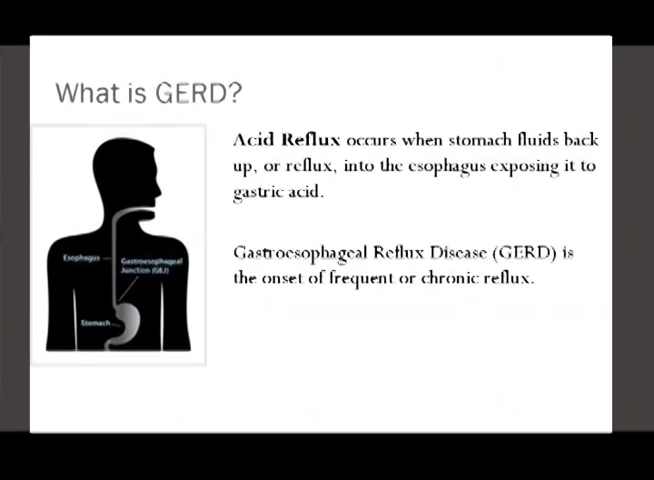 What is GERD?
Acid Reflux occurs when stomach fluids back
up, or reflux, into the esophagus exposing it to
gastric acid.
Gastroesophageal Reflux Disease (GERD) is
the onset of frequent or chronic reflux.
Esophagus
Gastroesophageal
Junction (GEJ)
Stomach